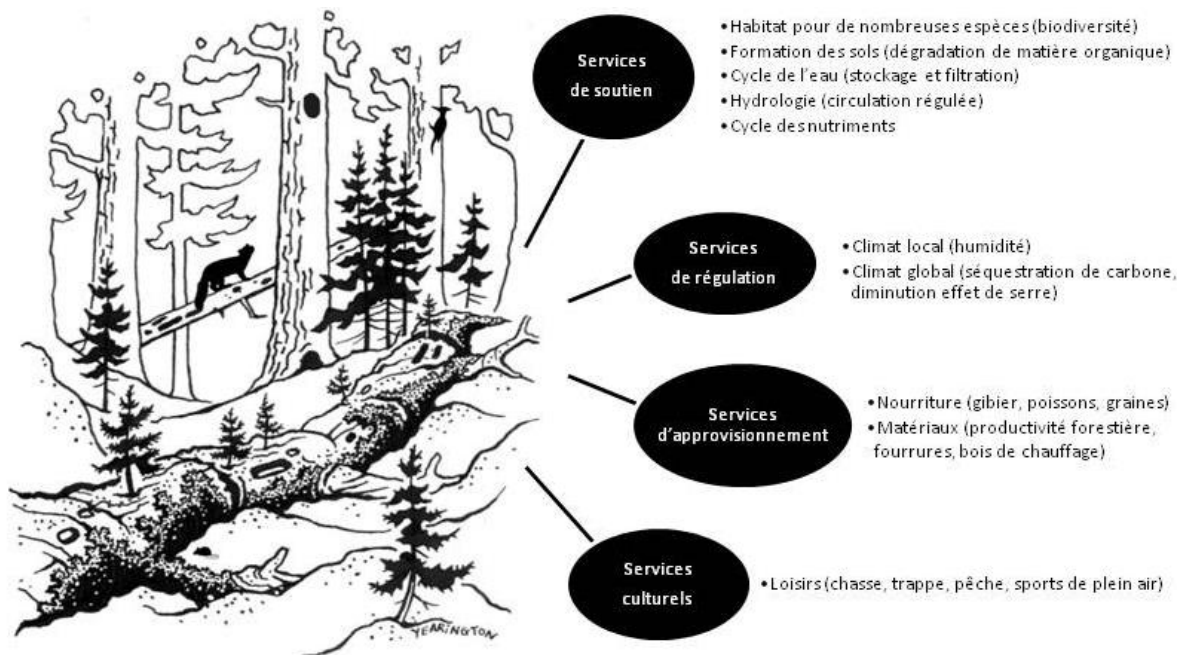 Services
de soutien
•Habitat pour de nombreuses espèces (biodiversité)
•Formation des sols (dégradation de matière organique)
•Cycle de l'eau (stockage et filtration)
•Hydrologie (circulation régulée)
•Cycle des nutriments
Services
de régulation
•Climat local (humidité)
•Climat global (séquestration de carbone,
diminution effet de serre)
Services
d'approvisionnement
•Nourriture (gibier, poissons, graines)
•Matériaux (productivité forestière,
fourrures, bois de chauffage)
Services
culturels
•Loisirs (chasse, trappe, pêche, sports de plein air)
YEARINGTON